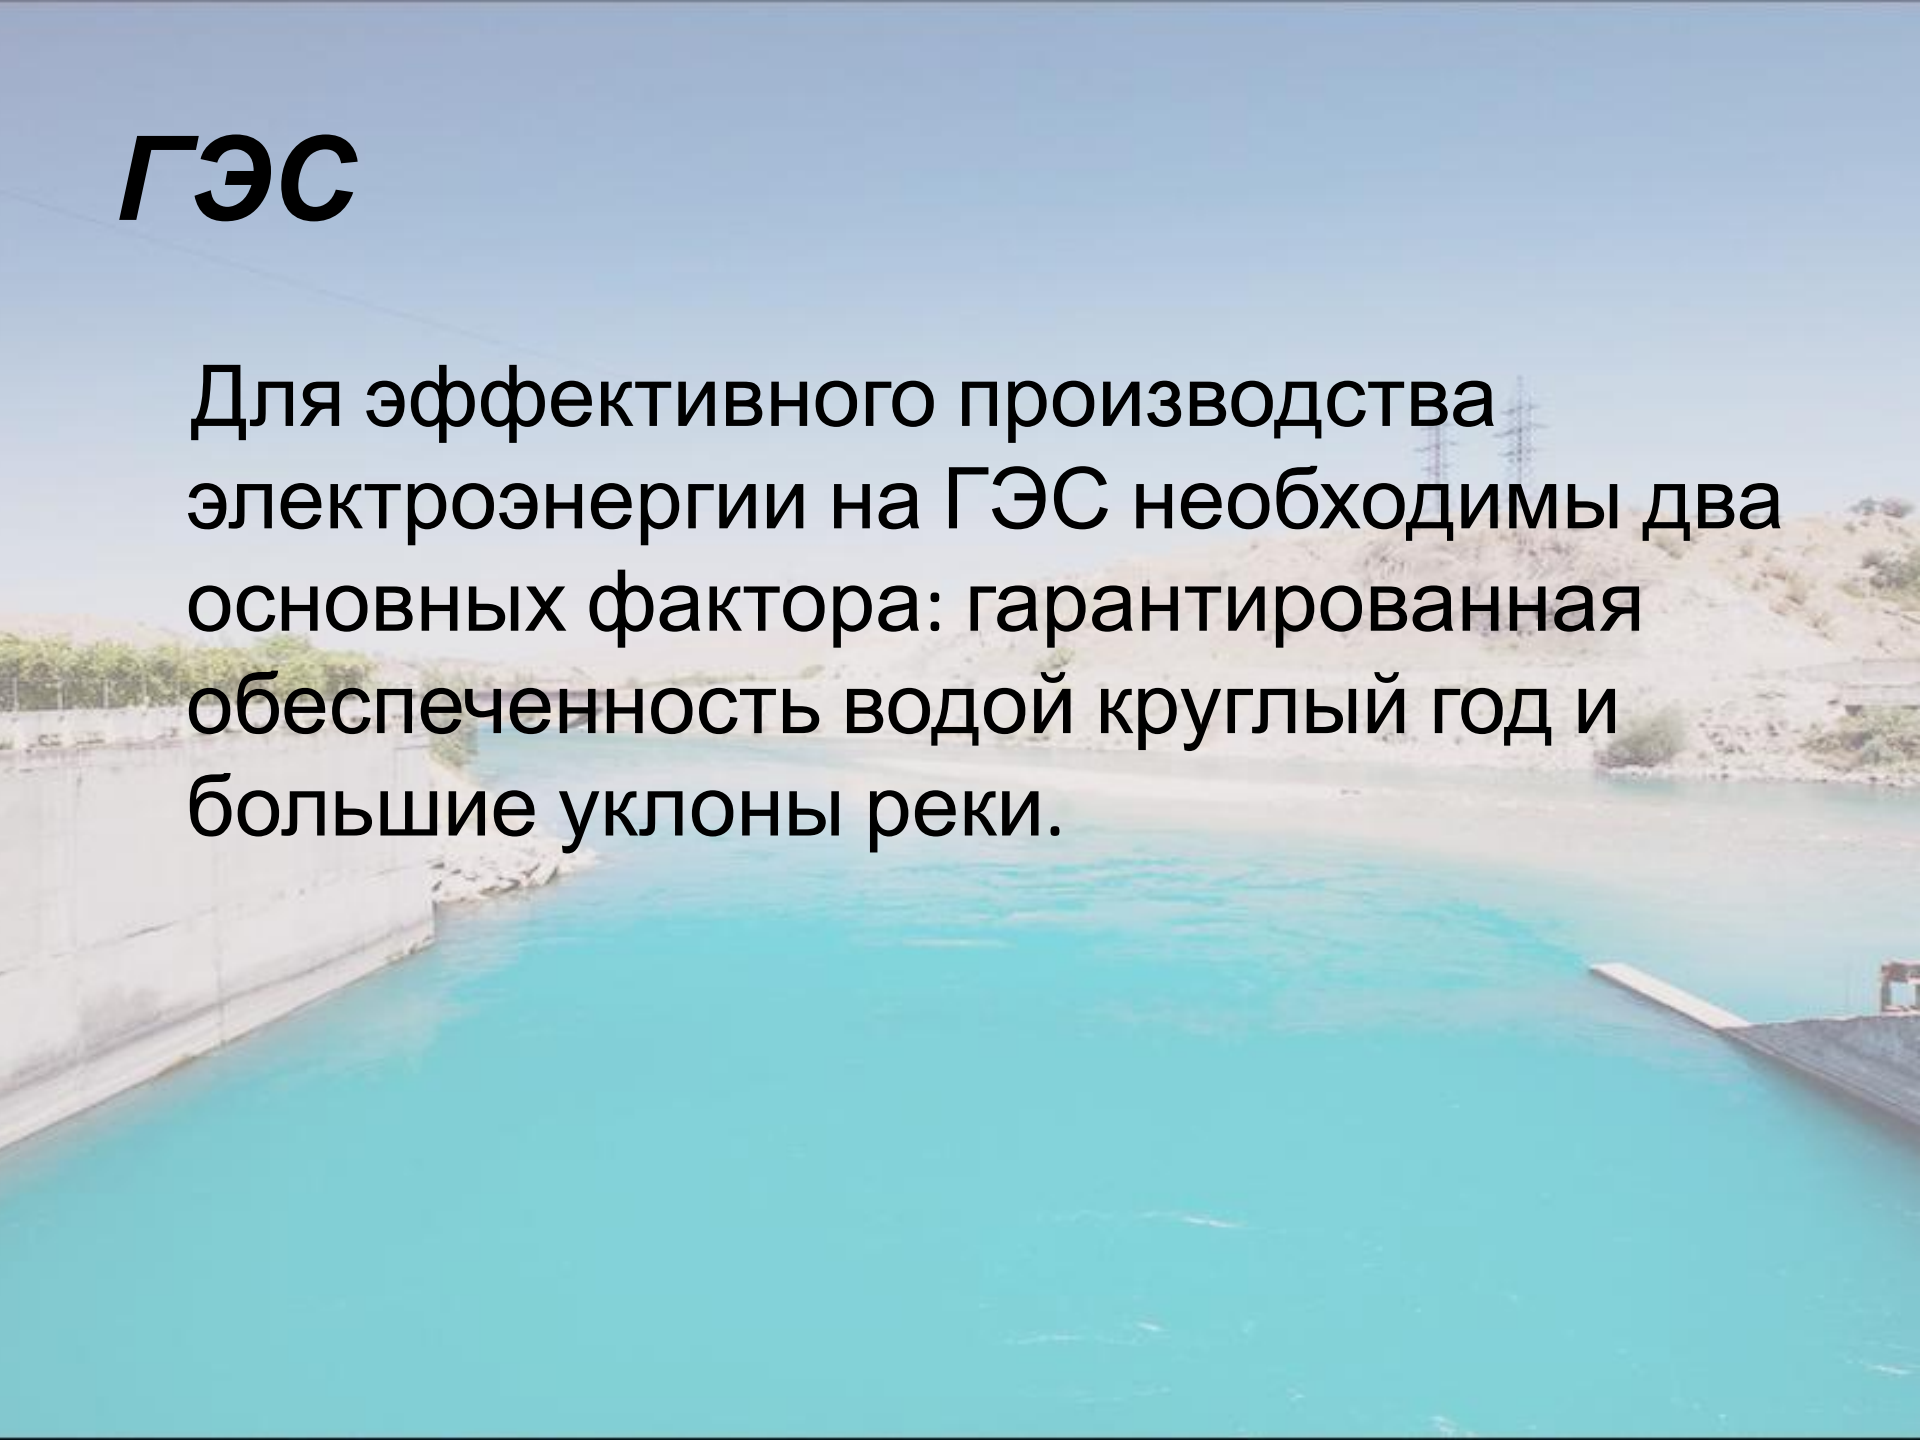 ГЭС
Для эффективного производства
электроэнергии на ГЭС необходимы два
основных фактора: гарантированная
обеспеченность водой круглый год и
большие уклоны реки.